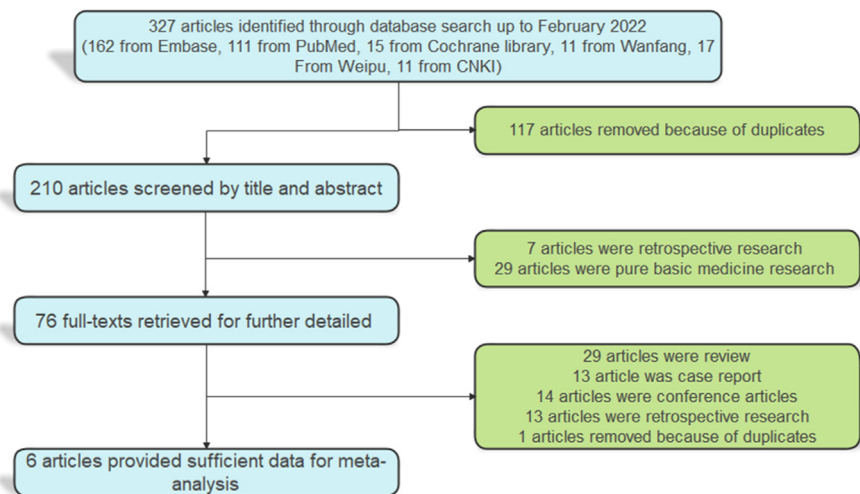 327 articles identified through database search up to February 2022
(162 from Embase, 111 from PubMed, 15 from Cochrane library, 11 from Wanfang, 17
From Weipu, 11 from CNKI)
117 articles removed because of duplicates
210 articles screened by title and abstract
7 articles were retrospective research
29 articles were pure basic medicine research
76 full-texts retrieved for further detailed
29 articles were review
13 article was case report
14 articles were conference articles
13 articles were retrospective research
1 articles removed because of duplicates
6 articles provided sufficient data for meta-
analysis